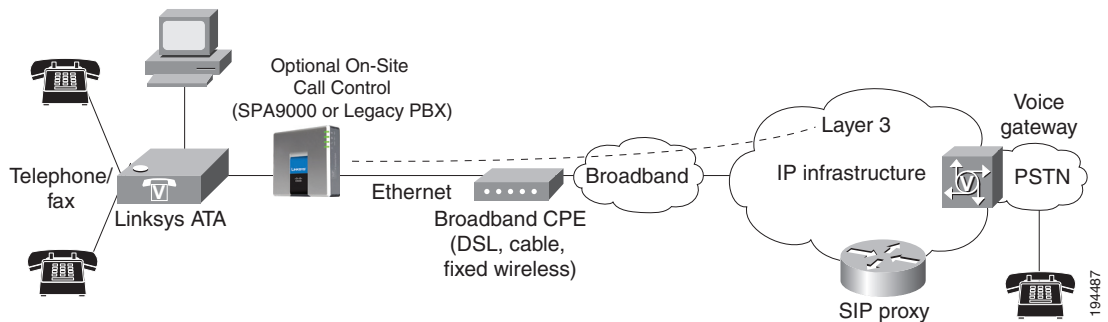 Optional On-Site
Call Control
(SPA9000 or Legacy PBX)
Telephone/
fax
V
Linksys ATA
Ethernet
Broadband CPE
(DSL, cable,
fixed wireless)
Broadband
Layer 3
IP infrastructure
SIP proxy
Voice
gateway
V
PSTN
194487